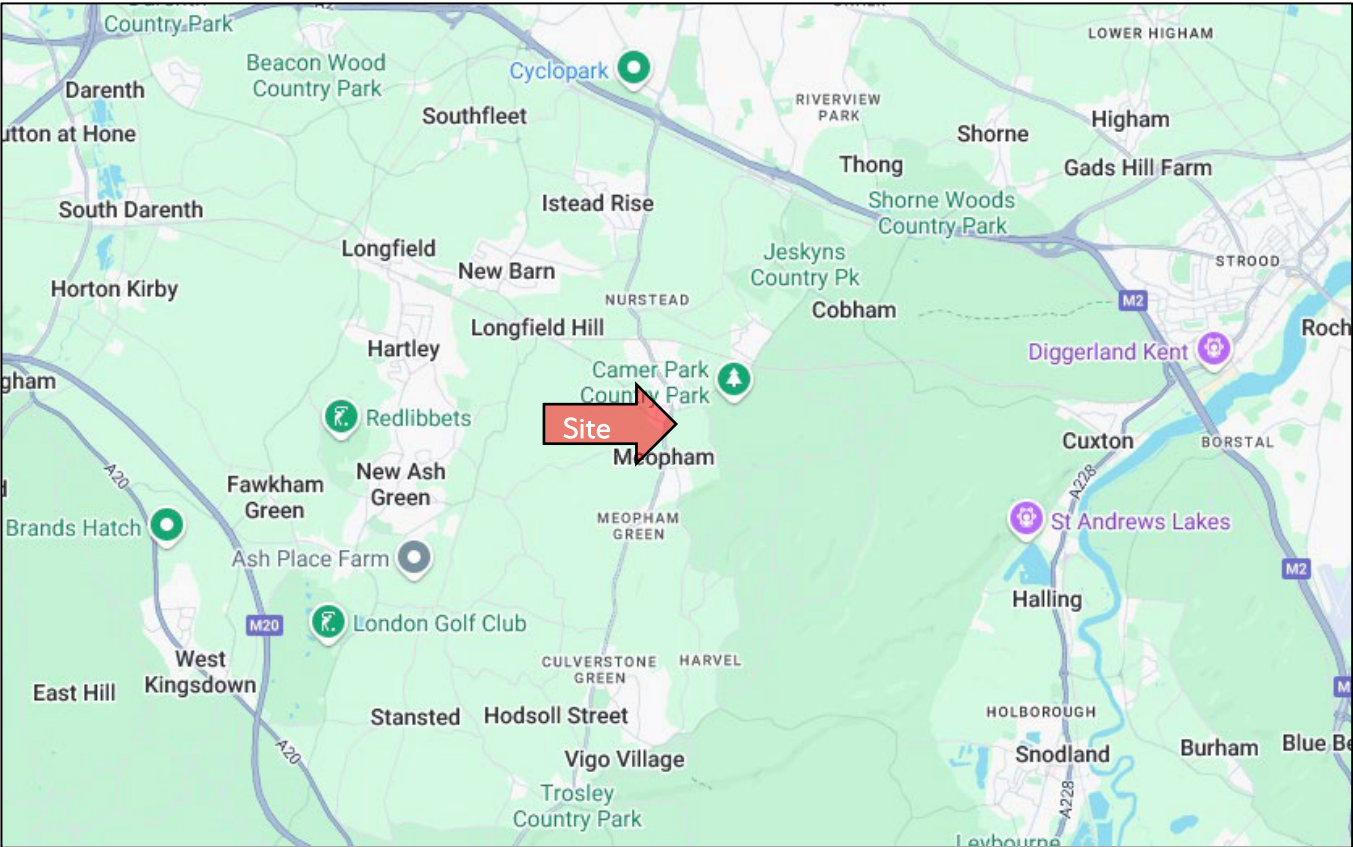 Country Park
LOWER HIGHAM
Beacon Wood
Country Park
Cyclopark
Darenth
RIVERVIEW
PARK
Southfleet
Higham
Shorne
utton at Hone
Thong
Gads Hill Farm
Shorne Woods
Country Park
Istead Rise
South Darenth
Longfield
Jeskyns
Country Pk
New Barn
STROOD
Horton Kirby
NURSTEAD
M2
Cobham
Longfield Hill
Roch
Hartley
Diggerland Kent
Camer Park
Country Park
gham
Redlibbets
Site
Cuxton
BORSTAL
Meopham
A20
New Ash
Green
Fawkham
Green
A228
MEOPHAM
GREEN
St Andrews Lakes
Brands Hatch
Ash Place Farm
M2
Halling
M20
London Golf Club
West
Kingsdown
CULVERSTONE
GREEN
HARVEL
East Hill
M
Stansted
Hodsoll Street
HOLBOROUGH
A20
Snodland
Burham
Blue Be
Vigo Village
Trosley
Country Park
A228
Leybourne